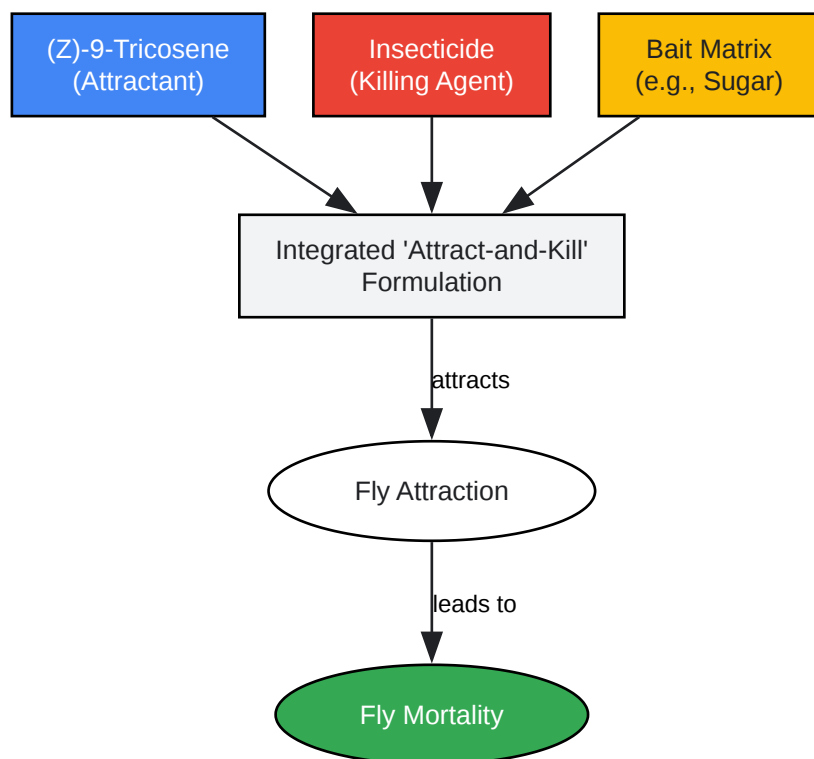 (Z)-9-Tricosene
(Attractant)
Insecticide
(Killing Agent)
Bait Matrix
(e.g., Sugar)
Integrated 'Attract-and-Kill'
Formulation
attracts
Fly Attraction
leads to
Fly Mortality